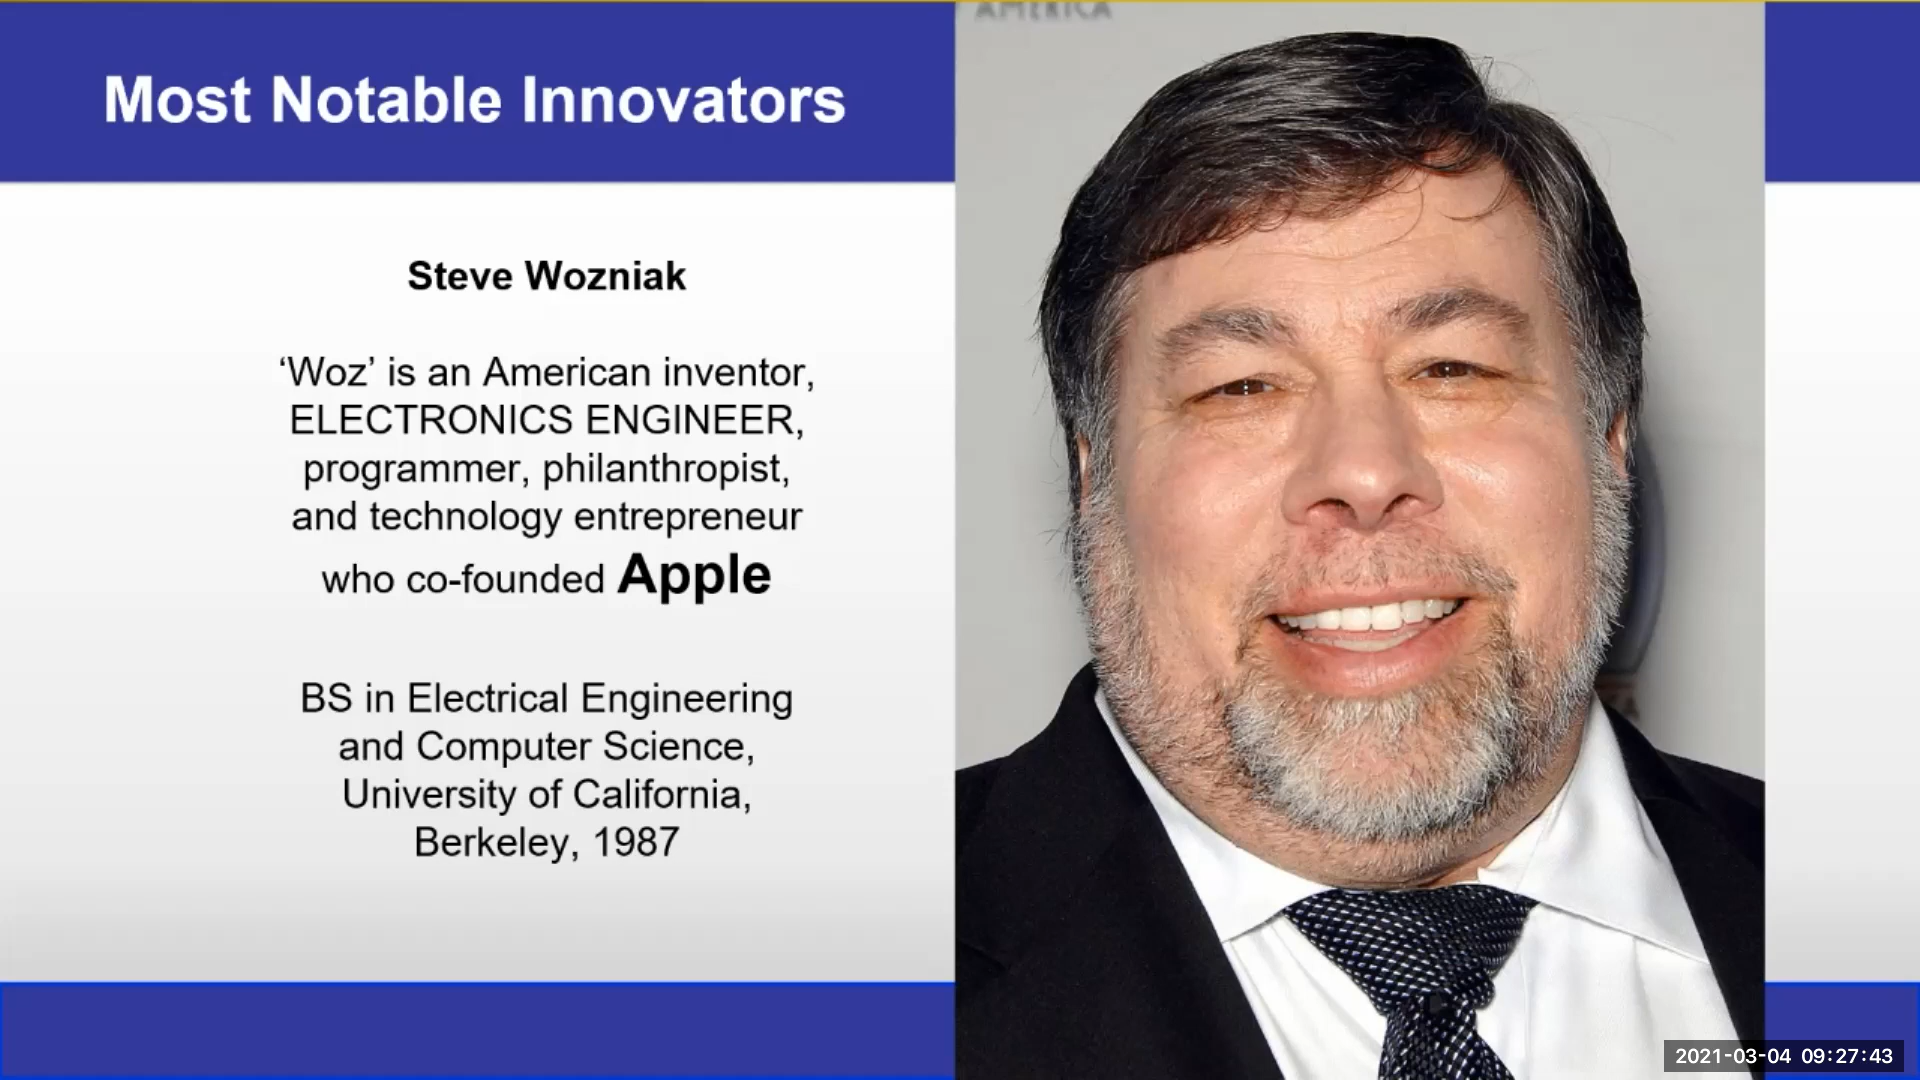 AMERICA
Most Notable Innovators
Steve Wozniak
‘Woz’ is an American inventor,
ELECTRONICS ENGINEER,
programmer, philanthropist,
and technology entrepreneur
who co-founded Apple
BS in Electrical Engineering
and Computer Science,
University of California,
Berkeley, 1987
2021-03-04 09:27:43